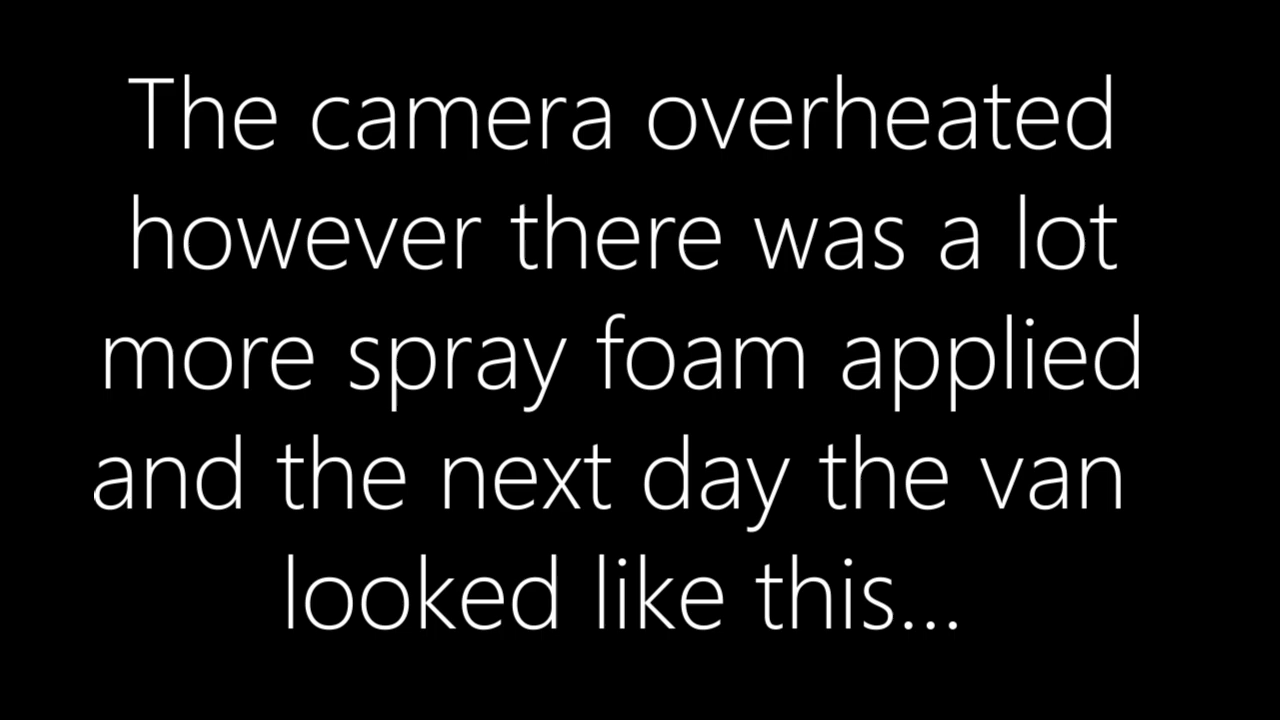 The camera overheated
however there was a lot
more spray foam applied
and the next day the van
looked like this...